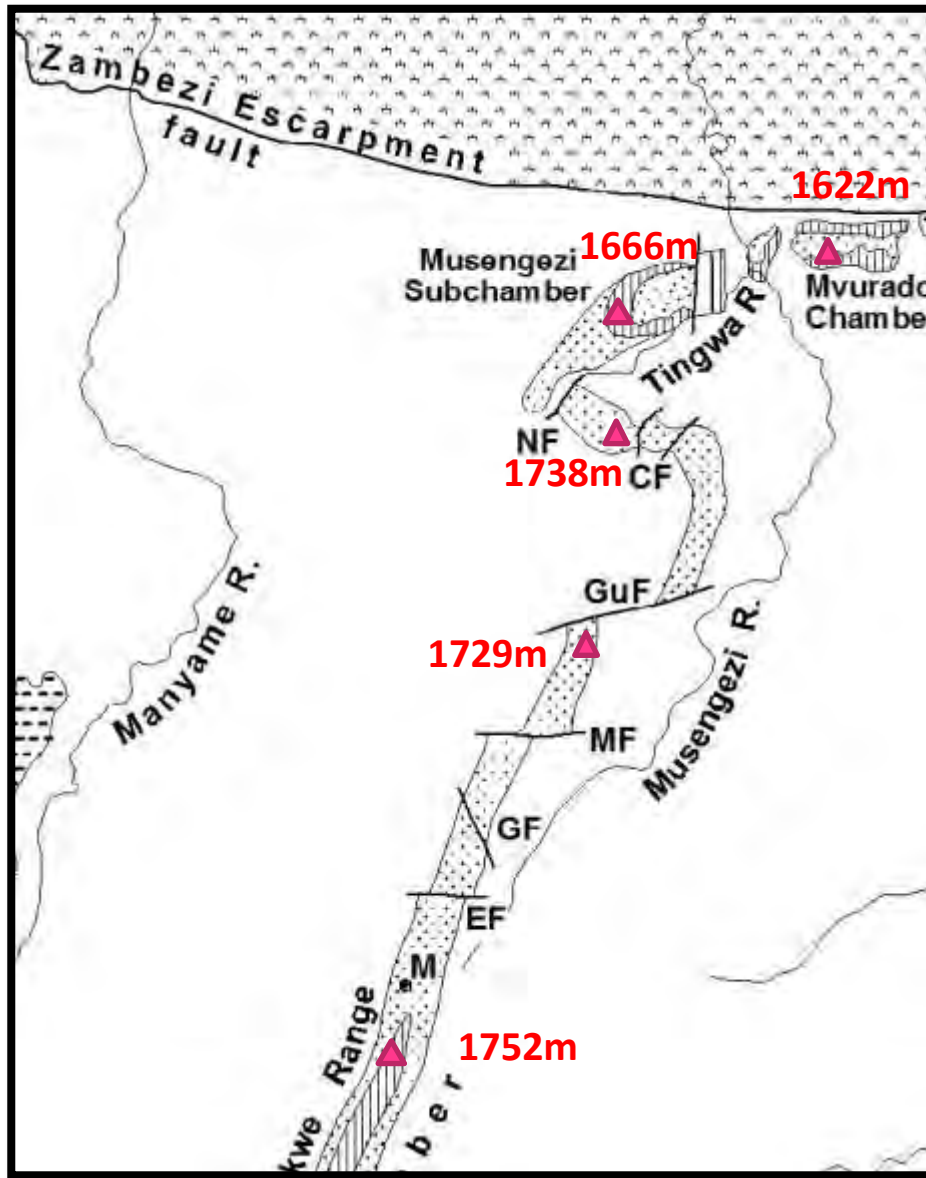 Zambezi Escarpment
fault
1622m
1666m
Musengezi
Subchamber
Mvurado
Chambe
Tingwa R
NF
1738m
CF
GuF
Manyame R.
1729m
Musengezi R.
MF
GF
EF
M
kwe Range
1752m
ber